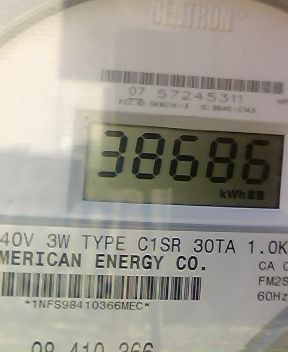 CENTRON
07 57245311
38686
kWh
40V 3W TYPE C1SR 30TA 1.0K
MERICAN ENERGY CO.
CA 0
FM2S
60Hz
*1NFS98410366MEC*
98 410 366